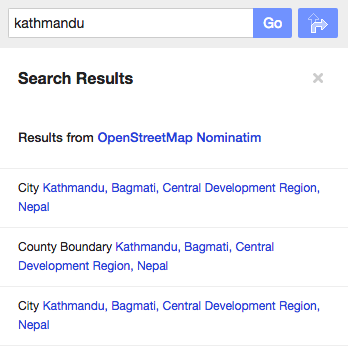 kathmandu
Go
Search Results
Results from OpenStreetMap Nominatim
City Kathmandu, Bagmati, Central Development Region,
Nepal
County Boundary Kathmandu, Bagmati, Central
Development Region, Nepal
City Kathmandu, Bagmati, Central Development Region,
Nepal